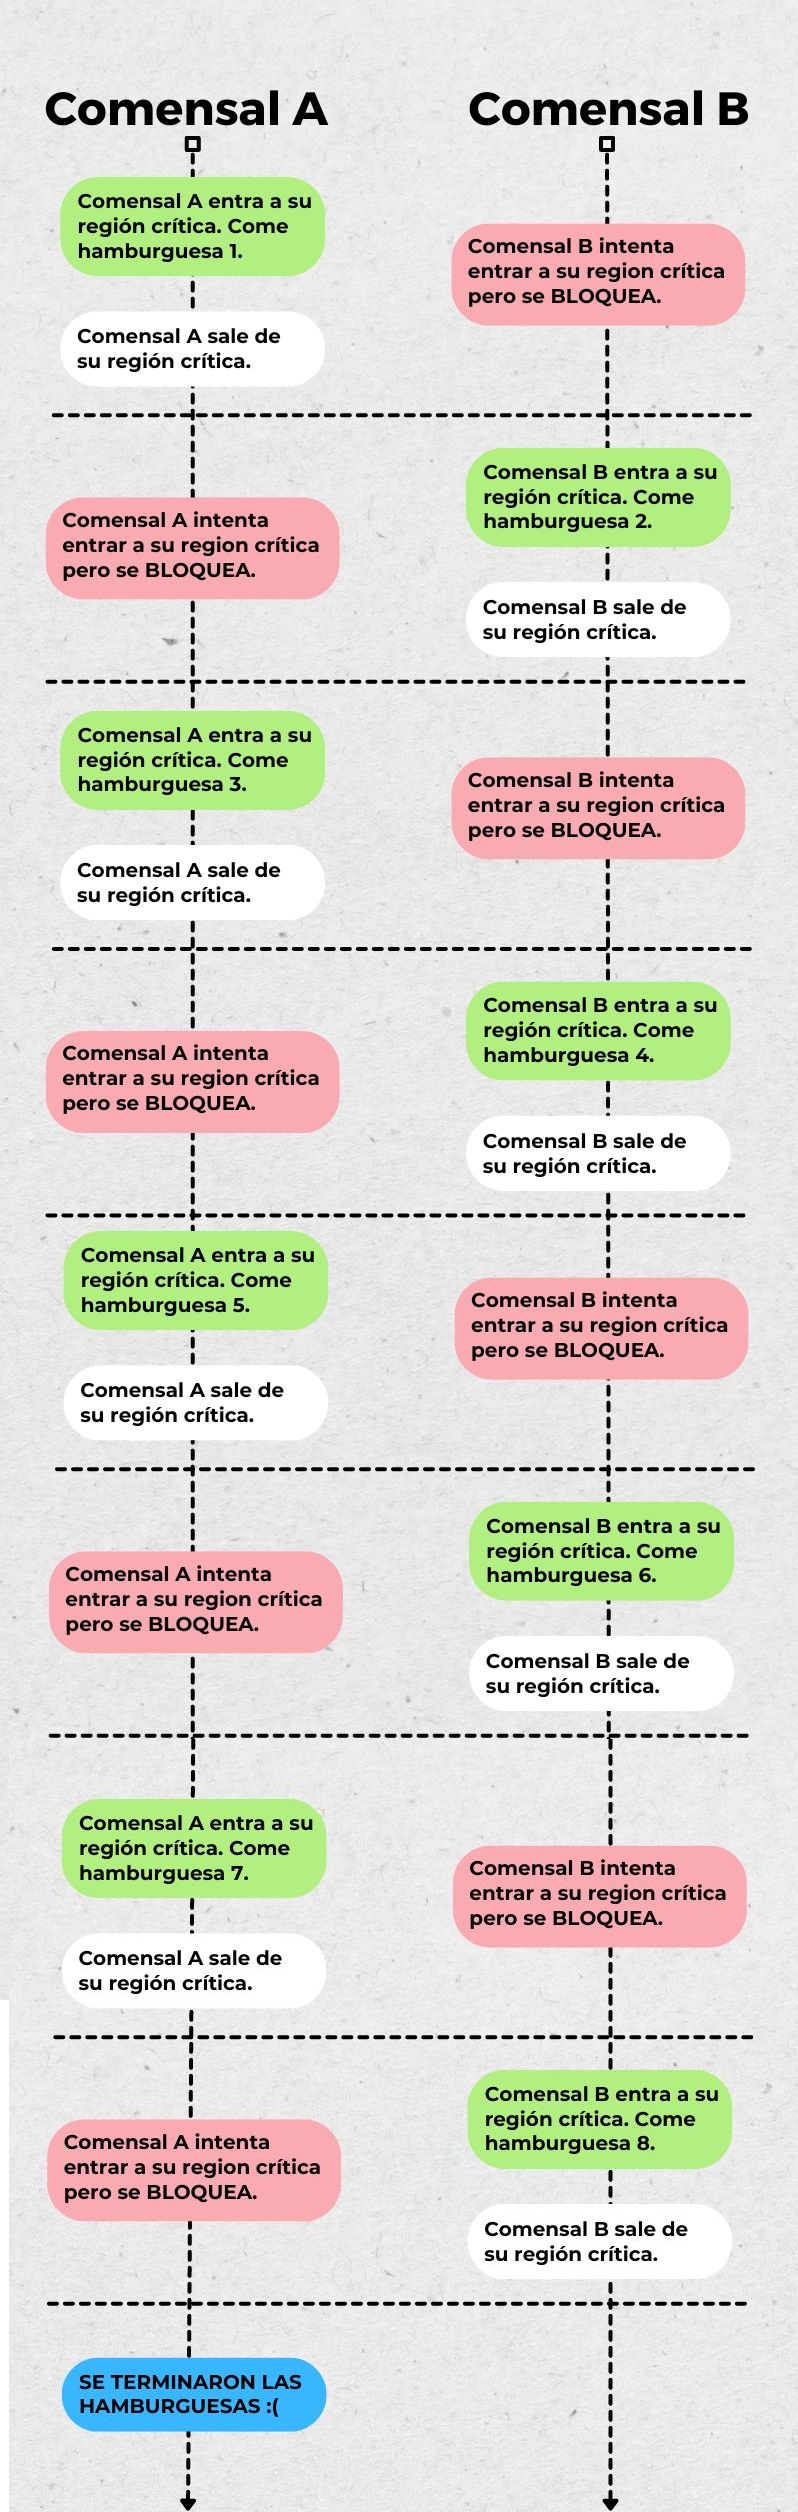 Comensal A
Comensal B
Comensal A entra a su
región crítica. Come
hamburguesa 1.
Comensal B intenta
entrar a su region crítica
pero se BLOQUEA.
Comensal A sale de
su región crítica.
Comensal B entra a su
región crítica. Come
hamburguesa 2.
Comensal A intenta
entrar a su region crítica
pero se BLOQUEA.
Comensal B sale de
su región crítica.
Comensal A entra a su
región crítica. Come
hamburguesa 3.
Comensal B intenta
entrar a su region crítica
pero se BLOQUEA.
Comensal A sale de
su región crítica.
Comensal B entra a su
región crítica. Come
hamburguesa 4.
Comensal A intenta
entrar a su region crítica
pero se BLOQUEA.
Comensal B sale de
su región crítica.
Comensal A entra a su
región crítica. Come
hamburguesa 5.
Comensal B intenta
entrar a su region crítica
pero se BLOQUEA.
Comensal A sale de
su región crítica.
Comensal B entra a su
región crítica. Come
hamburguesa 6.
Comensal A intenta
entrar a su region crítica
pero se BLOQUEA.
Comensal B sale de
su región crítica.
Comensal A entra a su
región crítica. Come
hamburguesa 7.
Comensal B intenta
entrar a su region crítica
pero se BLOQUEA.
Comensal A sale de
su región crítica.
Comensal B entra a su
región crítica. Come
hamburguesa 8.
Comensal A intenta
entrar a su region crítica
pero se BLOQUEA.
Comensal B sale de
su región crítica.
SE TERMINARON LAS
HAMBURGUESAS :(